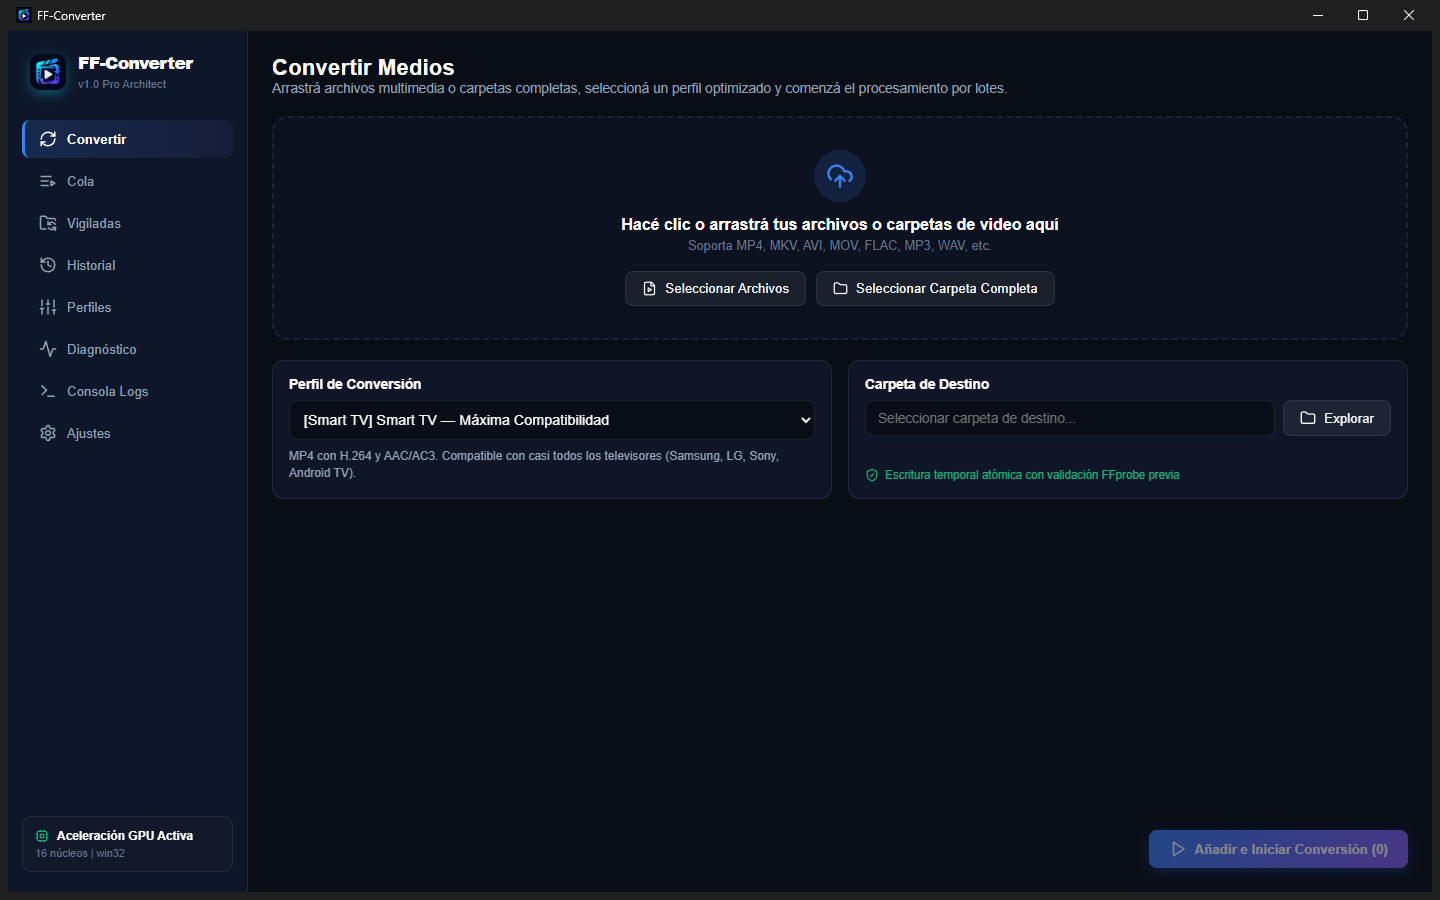 FF-Converter
FF-Converter
v1.0 Pro Architect
Convertir
Cola
Vigiladas
Historial
Perfiles
Diagnóstico
Consola Logs
Ajustes
Aceleración GPU Activa
16 núcleos | win32
Convertir Medios
Arrastrá archivos multimedia o carpetas completas, seleccioná un perfil optimizado y comenzá el procesamiento por lotes.
Hacé clic o arrastrá tus archivos o carpetas de video aquí
Soporta MP4, MKV, AVI, MOV, FLAC, MP3, WAV, etc.
Seleccionar Archivos
Seleccionar Carpeta Completa
Perfil de Conversión
[Smart TV] Smart TV — Máxima Compatibilidad
MP4 con H.264 y AAC/AC3. Compatible con casi todos los televisores (Samsung, LG, Sony,
Android TV).
Carpeta de Destino
Seleccionar carpeta de destino...
Explorar
Escritura temporal atómica con validación FFprobe previa
Añadir e Iniciar Conversión (0)